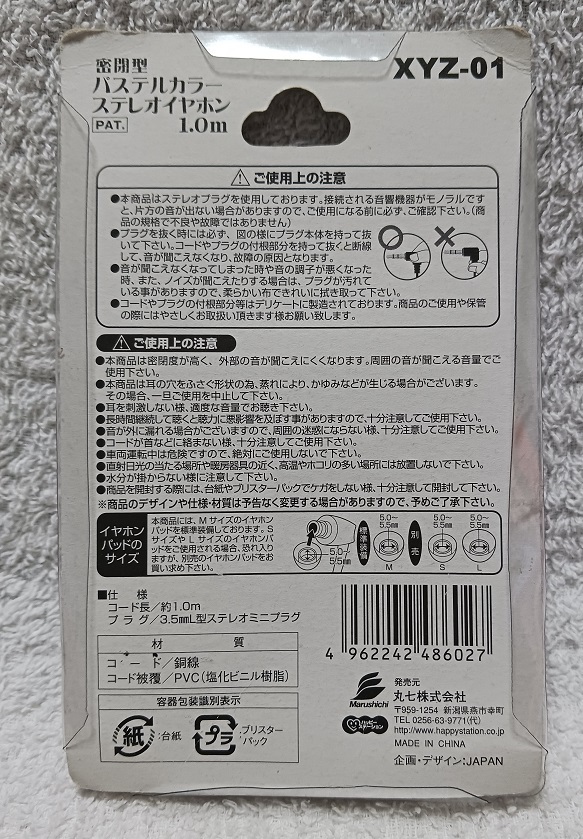 密閉型
パステルカラー
ステレオイヤホン
PAT. 1.0m
XYZ-01
ご使用上の注意
●本商品はステレオプラグを使用しております。接続される音響機器がモノラルです
と、片方の音が出ない場合がありますので、ご使用になる前に必ず、ご確認下さい。(商
品の規格で不良や故障ではありません)
●プラグを抜く時には必ず、図の様にプラグ本体を持って抜
いて下さい。コードやプラグの付根部分を持って抜くと断線
して、音が聞こえなくなり、故障の原因となります。
●音が聞こえなくなってしまった時や音の調子が悪くなった
時、また、ノイズが聞こえたりする場合は、プラグが汚れて
いる事がありますので、柔らかい布できれいに拭き取って下さい。
●コードやプラグの付根部分等はデリケートに製造されております。商品のご使用や保管
の際にはやさしくお取扱い頂きます様お願い致します。
ご使用上の注意
●本商品は密閉度が高く、外部の音が聞こえにくくなります。周囲の音が聞こえる音量でご
使用下さい。
●本商品は耳の穴をふさぐ形状の為、蒸れにより、かゆみなどが生じる場合がございます。
その場合、一旦ご使用を中止して下さい。
●耳を刺激しない様、適度な音量でお聴き下さい。
●長時間継続して聴くと聴力に悪影響を及ぼす事がありますので、十分注意してご使用下さい。
●音が外に漏れる場合がございますので、周囲の迷惑にならない様、十分注意してご使用下さい。
●コードが首などに絡まない様、十分注意してご使用下さい。
●車両運転中は危険ですので、絶対にご使用しないで下さい。
●直射日光の当たる場所や暖房器具の近く、高温やホコリの多い場所には放置しないで下さい。
●水分が掛からない様に注意して下さい。
●商品を開封する際には、台紙やブリスターパックでケガをしない様、十分注意して開封して下さい。
※商品のデザインや仕様・材質は予告なく変更する場合がありますので、予めご了承下さい。
イヤホン
パッドの
サイズ
本商品には、Mサイズのイヤホン
パッドを標準装備しております。S
サイズやLサイズのイヤホンパッ
ドをご使用される場合、恐れ入り
ますが、別売のイヤホンパッドをお
買い求め下さい。
5.0~
5.5㎜
標準装備
5.0~
5.5㎜
M
別売
5.0~
5.5㎜
S
5.0~
5.5㎜
L
■仕 様
コード長/約1.0m
プラグ/3.5㎜L型ステレオミニプラグ
材 質
コード/銅線
コード被覆/PVC(塩化ビニル樹脂)
容器包装識別表示
紙 :台紙
プラ :ブリスター
パック
4 962242 486027
Marushichi
ハッピーステーション
発売元
丸七株式会社
〒959-1254 新潟県燕市幸町
TEL 0256-63-9771(代)
http://www.happystation.co.jp
MADE IN CHINA
企画・デザイン:JAPAN